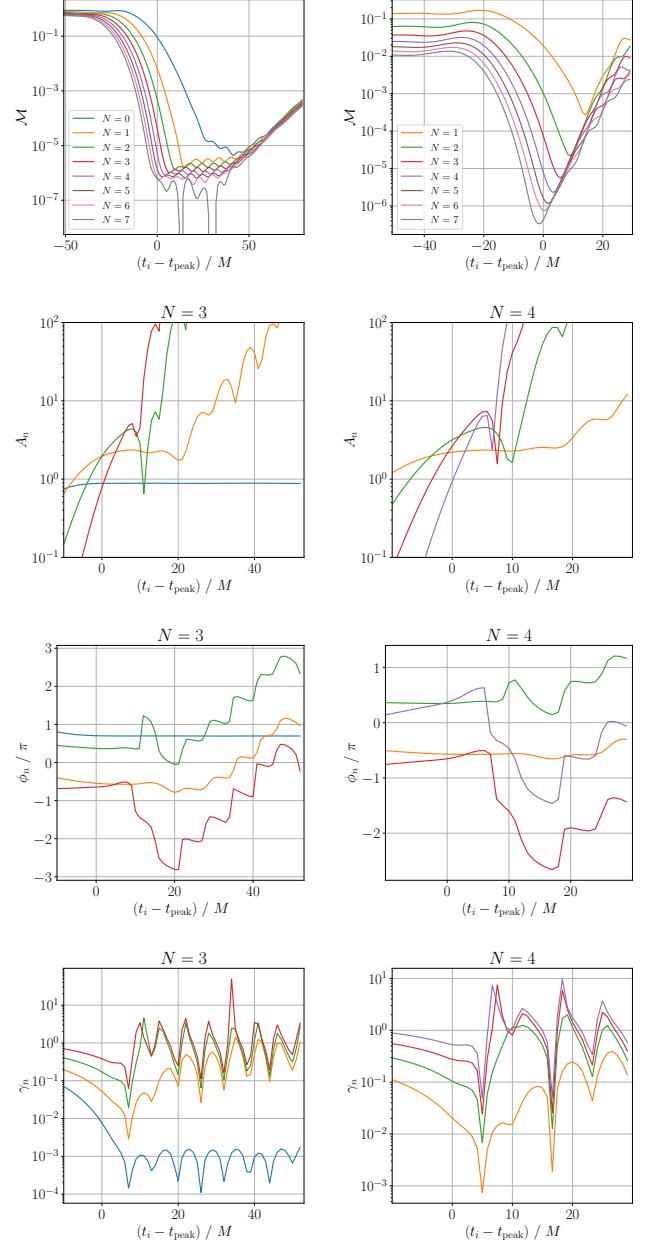 10^{-1}
10^{-3}
10^{-5}
10^{-7}
ℳ
N = 0
N = 1
N = 2
N = 3
N = 4
N = 5
N = 6
N = 7
−50 0 50
(t_i − t_peak) / M
10^{-1}
10^{-2}
10^{-3}
10^{-4}
10^{-5}
10^{-6}
ℳ
N = 1
N = 2
N = 3
N = 4
N = 5
N = 6
N = 7
−40 −20 0 20
(t_i − t_peak) / M
N = 3
10^2
10^1
10^0
10^{-1}
A_n
0 20 40
(t_i − t_peak) / M
N = 4
10^2
10^1
10^0
10^{-1}
A_n
−10 0 10 20 30
(t_i − t_peak) / M
N = 3
3
2
1
0
−1
−2
−3
ϕ_n / π
0 20 40
(t_i − t_peak) / M
N = 4
1
0
−1
−2
ϕ_n / π
0 10 20
(t_i − t_peak) / M
N = 3
10^1
10^0
10^{-1}
10^{-2}
10^{-3}
10^{-4}
γ_n
0 20 40
(t_i − t_peak) / M
N = 4
10^1
10^0
10^{-1}
10^{-2}
10^{-3}
γ_n
0 10 20
(t_i − t_peak) / M